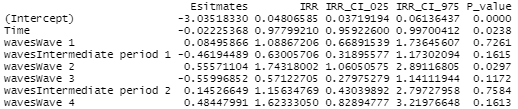 Esitmates IRR IRR_CI_025 IRR_CI_975 P_value
(Intercept) -3.03518330 0.04806585 0.03719194 0.06136437 0.0000
Time -0.02225368 0.97799210 0.95922600 0.99700412 0.0238
wavesWave 1 0.08495866 1.08867206 0.66891539 1.73645607 0.7261
wavesIntermediate period 1 -0.46194489 0.63005706 0.31895577 1.17302094 0.1615
wavesWave 2 0.55571104 1.74318002 1.06050575 2.89116805 0.0297
wavesWave 3 -0.55996852 0.57122705 0.27975279 1.14111944 0.1172
wavesIntermediate period 2 0.14526649 1.15634769 0.43039892 2.79727958 0.7584
wavesWave 4 0.48447991 1.62333050 0.82894777 3.21976648 0.1613